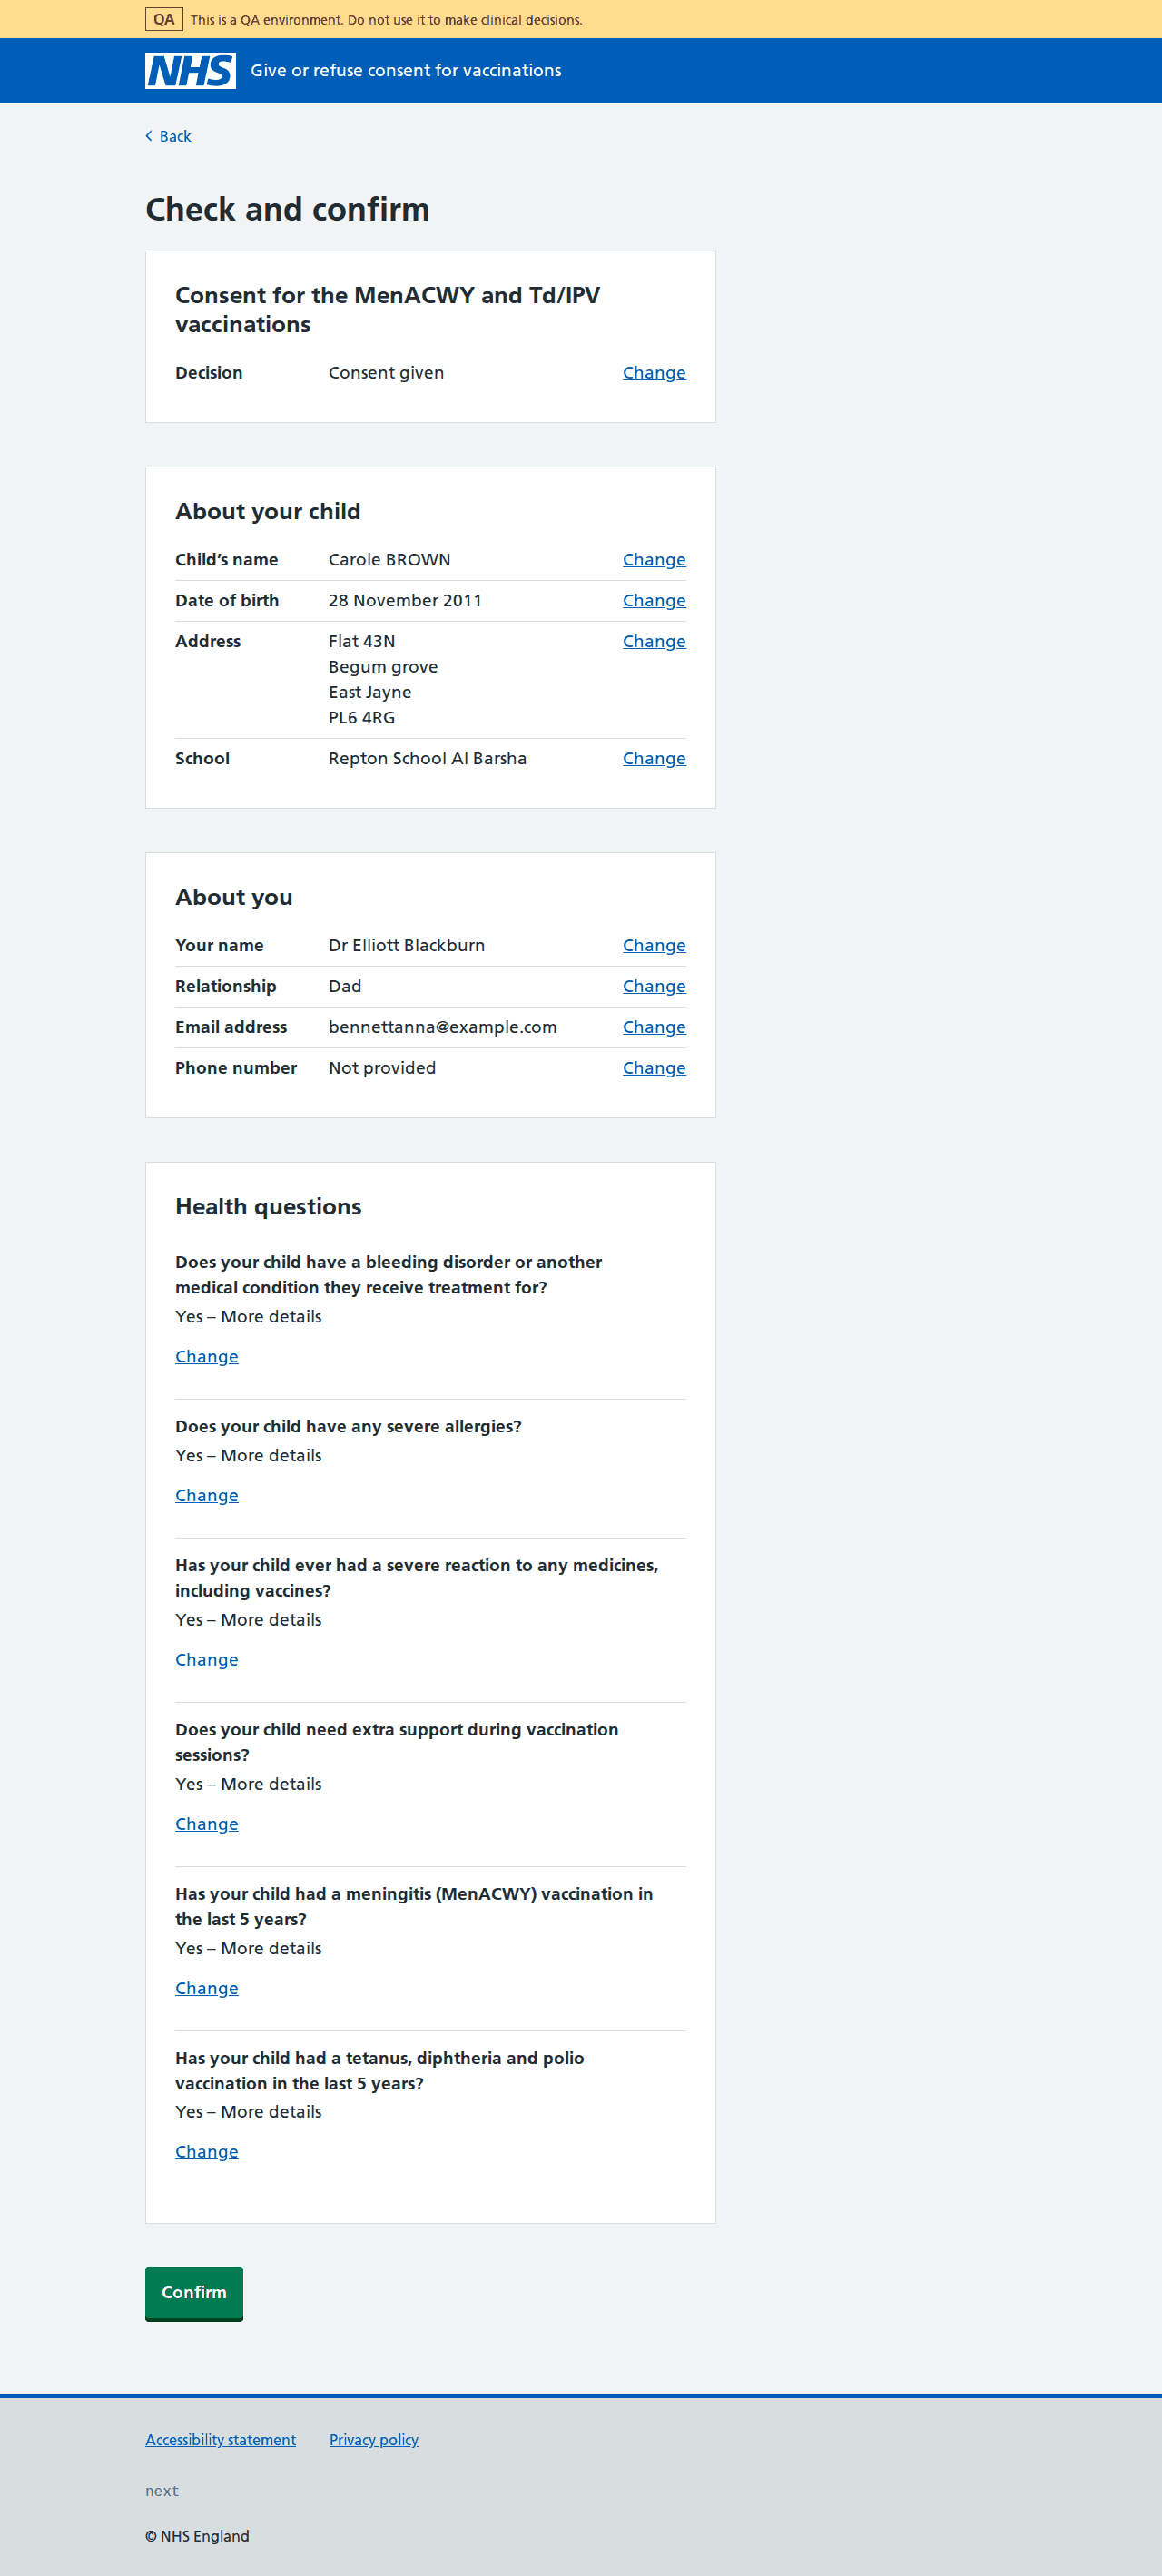 QA This is a QA environment. Do not use it to make clinical decisions.
NHS Give or refuse consent for vaccinations
Back
Check and confirm
Consent for the MenACWY and Td/IPV
vaccinations
Decision Consent given Change
About your child
Child’s name Carole BROWN Change
Date of birth 28 November 2011 Change
Address Flat 43N Change
Begum grove
East Jayne
PL6 4RG
School Repton School Al Barsha Change
About you
Your name Dr Elliott Blackburn Change
Relationship Dad Change
Email address bennettanna@example.com Change
Phone number Not provided Change
Health questions
Does your child have a bleeding disorder or another
medical condition they receive treatment for?
Yes – More details
Change
Does your child have any severe allergies?
Yes – More details
Change
Has your child ever had a severe reaction to any medicines,
including vaccines?
Yes – More details
Change
Does your child need extra support during vaccination
sessions?
Yes – More details
Change
Has your child had a meningitis (MenACWY) vaccination in
the last 5 years?
Yes – More details
Change
Has your child had a tetanus, diphtheria and polio
vaccination in the last 5 years?
Yes – More details
Change
Confirm
Accessibility statement Privacy policy
next
© NHS England